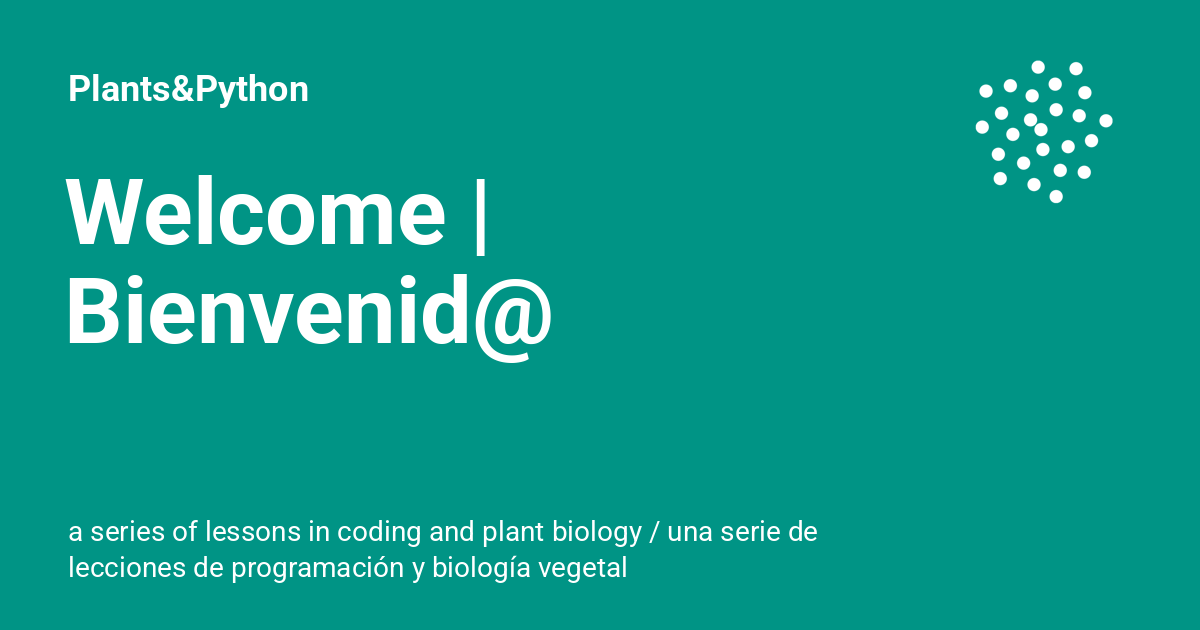 Plants&Python
Welcome |
Bienvenid@
a series of lessons in coding and plant biology / una serie de
lecciones de programación y biología vegetal